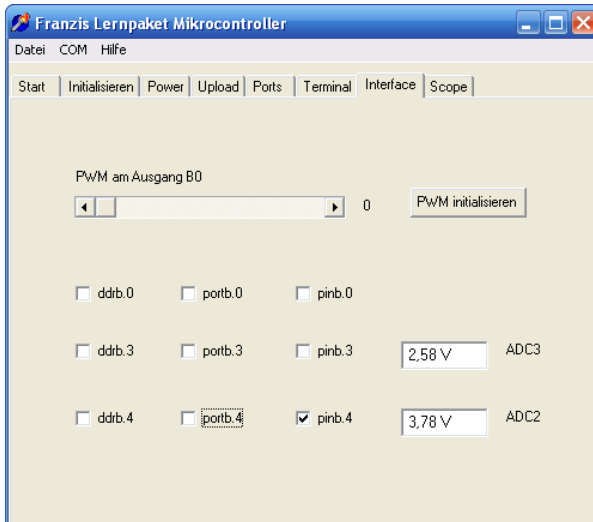 Franzis Lernpaket Mikrocontroller
Datei COM Hilfe
Start Initialisieren Power Upload Ports Terminal Interface Scope
PWM am Ausgang B0
0 PWM initialisieren
ddrb.0 portb.0 pinb.0
ddrb.3 portb.3 pinb.3 2,58 V ADC3
ddrb.4 portb.4 pinb.4 3,78 V ADC2